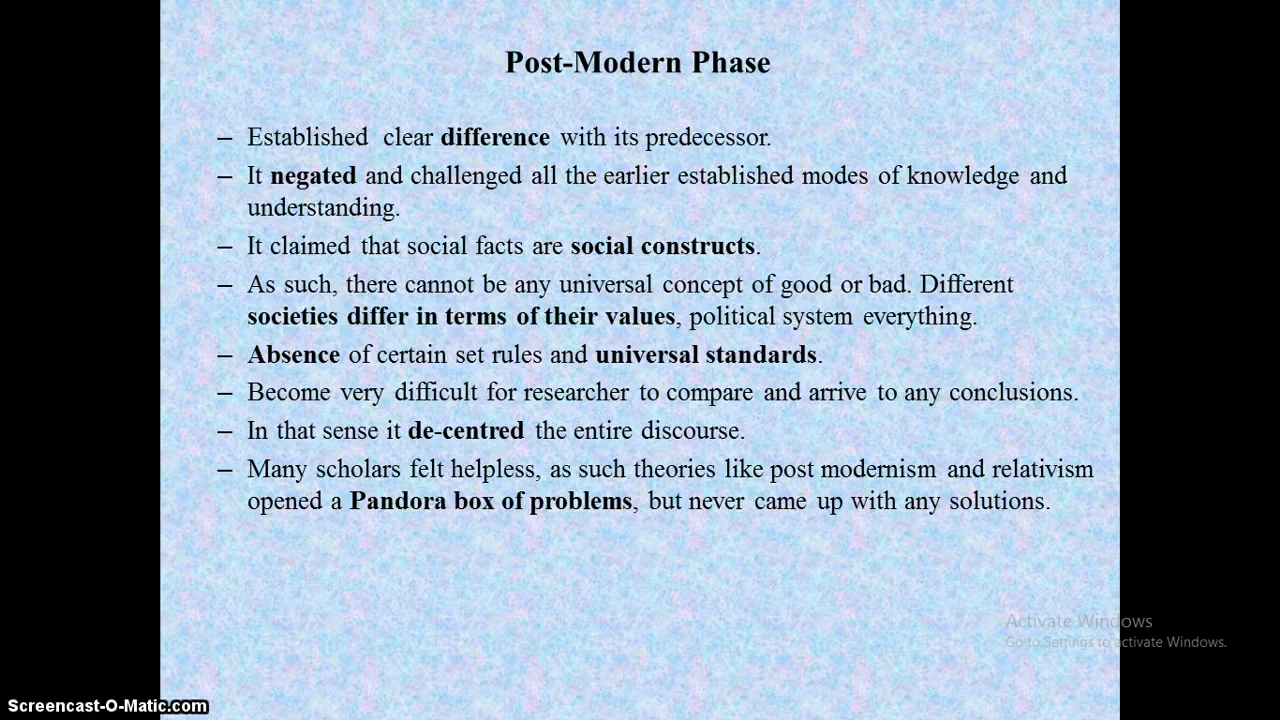 Post-Modern Phase
– Established clear difference with its predecessor.
– It negated and challenged all the earlier established modes of knowledge and
understanding.
– It claimed that social facts are social constructs.
– As such, there cannot be any universal concept of good or bad. Different
societies differ in terms of their values, political system everything.
– Absence of certain set rules and universal standards.
– Become very difficult for researcher to compare and arrive to any conclusions.
– In that sense it de-centred the entire discourse.
– Many scholars felt helpless, as such theories like post modernism and relativism
opened a Pandora box of problems, but never came up with any solutions.
Activate Windows
Go to Settings to activate Windows.
Screencast-O-Matic.com